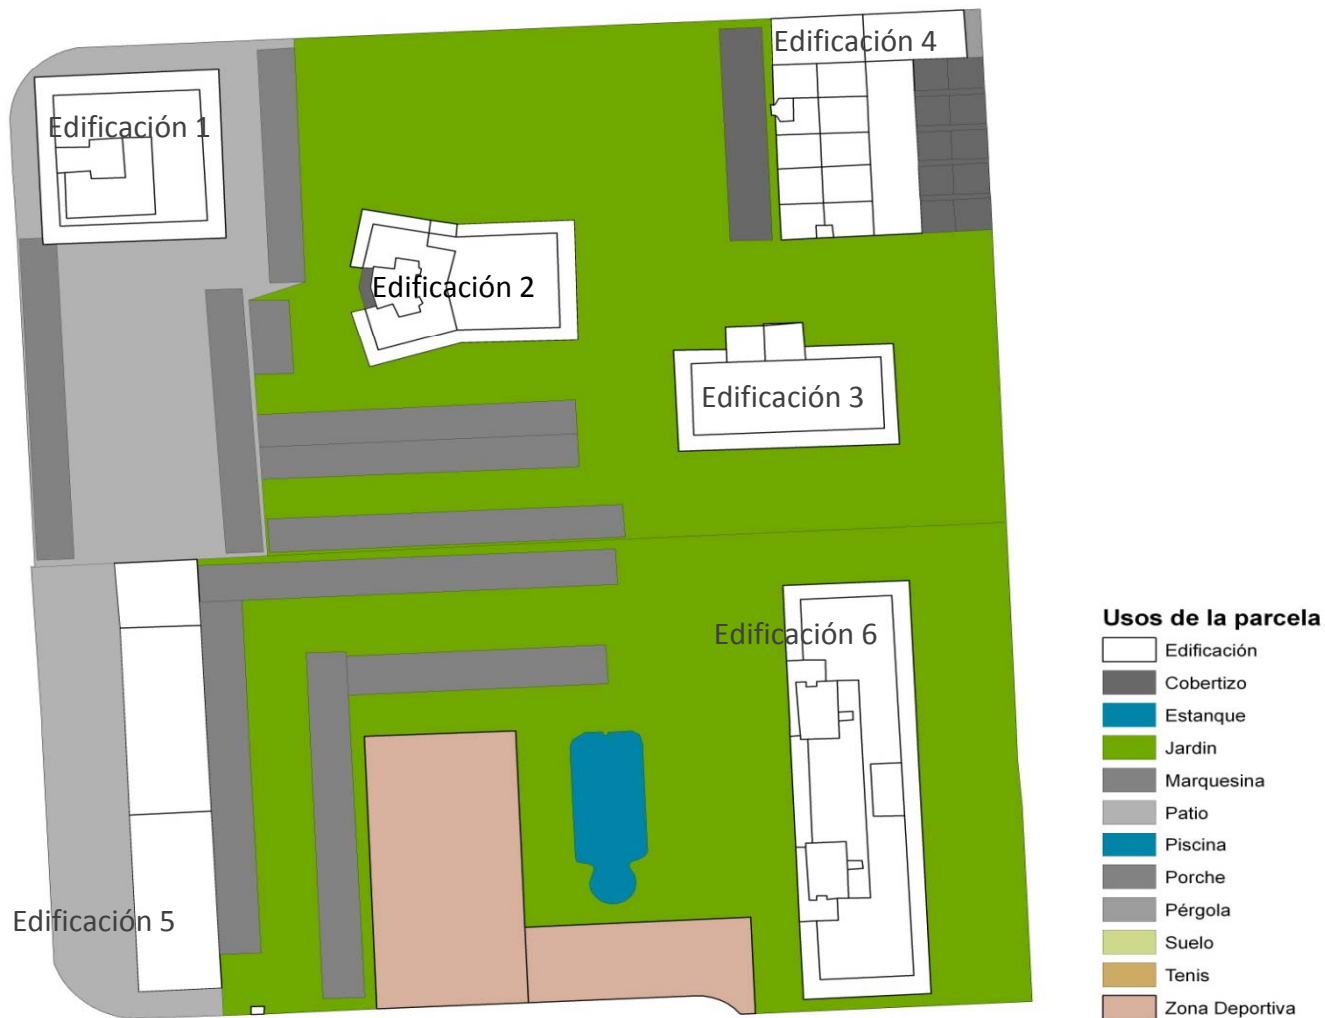 Edificación 4
Edificación 1
Edificación 2
Edificación 3
Edificación 6
Edificación 5
Usos de la parcela
Edificación
Cobertizo
Estanque
Jardin
Marquesina
Patio
Piscina
Porche
Pérgola
Suelo
Tenis
Zona Deportiva